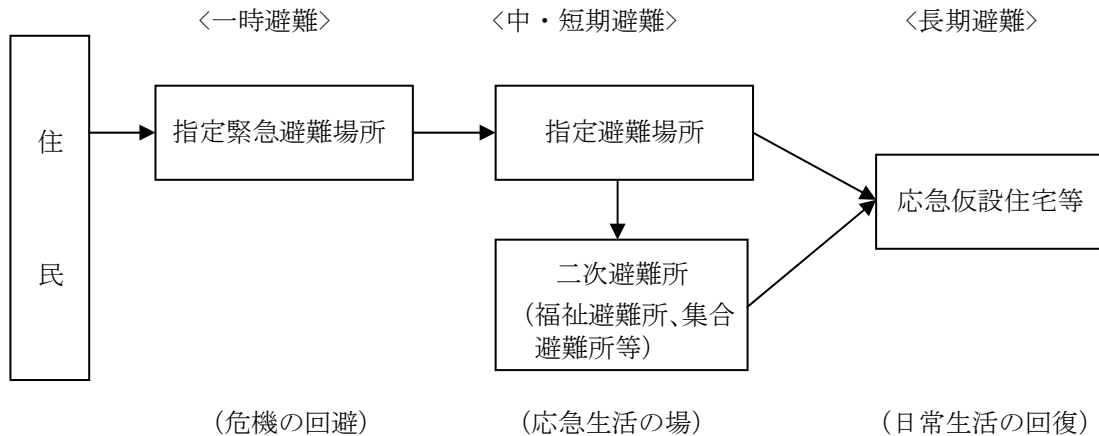 <一時避難>
<中・短期避難>
<長期避難>
住
民
指定緊急避難場所
指定避難場所
二次避難所
(福祉避難所、集合
避難所等)
応急仮設住宅等
(危機の回避)
(応急生活の場)
(日常生活の回復)